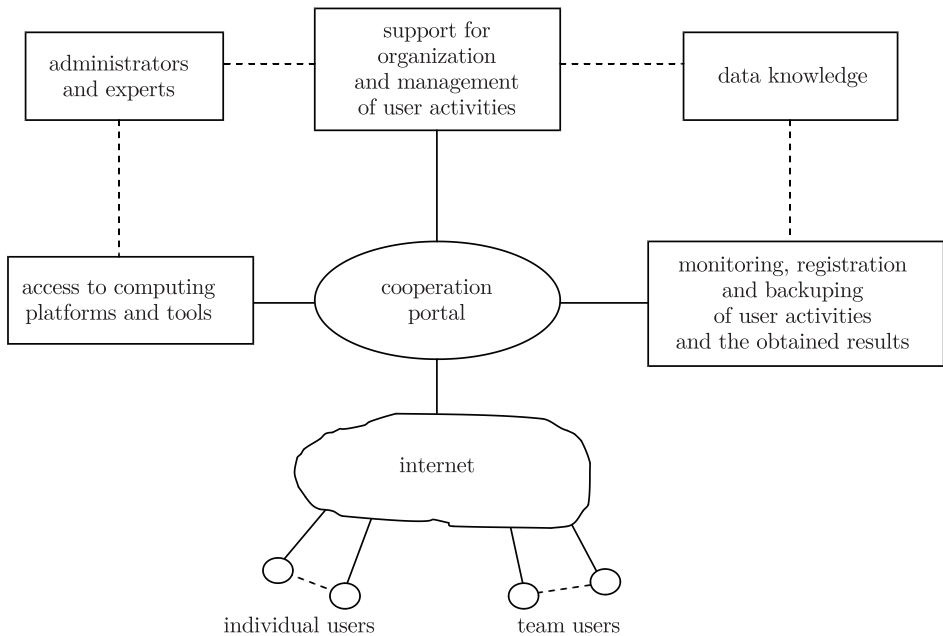 support for
organization
and management
of user activities
administrators
and experts
data knowledge
access to computing
platforms and tools
cooperation
portal
monitoring, registration
and backuping
of user activities
and the obtained results
internet
individual users
team users